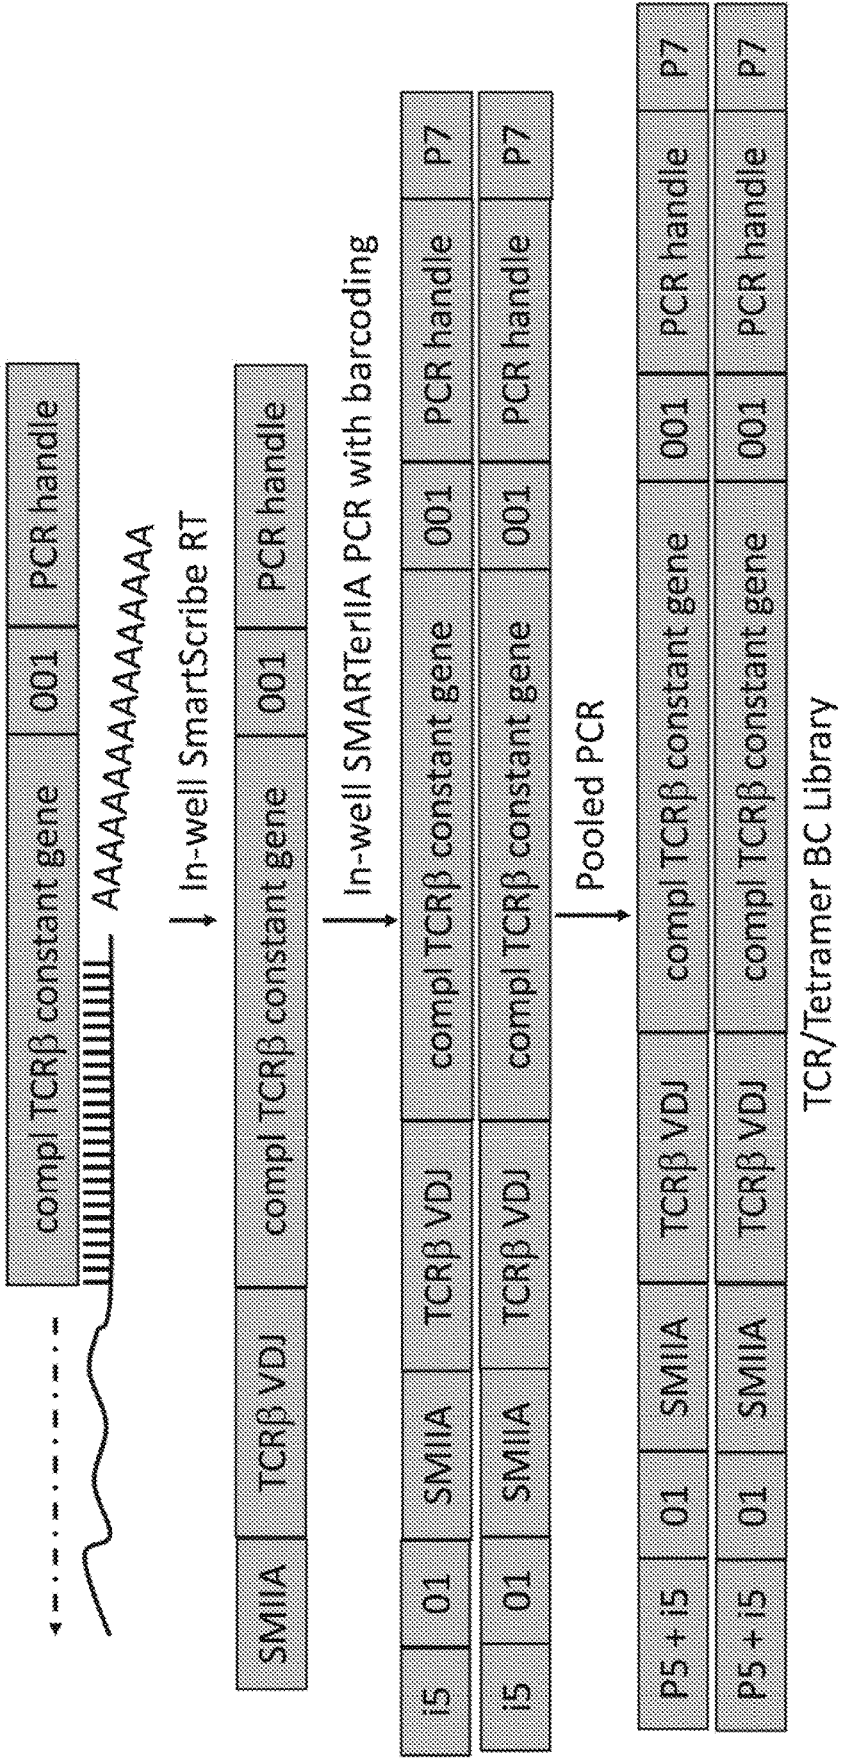 compl TCRβ constant gene 001 PCR handle
AAAAAAAAAAAAAAAAAA
In-well SmartScribe RT
SMIIA TCRβ VDJ compl TCRβ constant gene 001 PCR handle
In-well SMARTerIIA PCR with barcoding
i5 01 SMIIA TCRβ VDJ compl TCRβ constant gene 001 PCR handle P7
i5 01 SMIIA TCRβ VDJ compl TCRβ constant gene 001 PCR handle P7
Pooled PCR
P5 + i5 01 SMIIA TCRβ VDJ compl TCRβ constant gene 001 PCR handle P7
P5 + i5 01 SMIIA TCRβ VDJ compl TCRβ constant gene 001 PCR handle P7
TCR/Tetramer BC Library